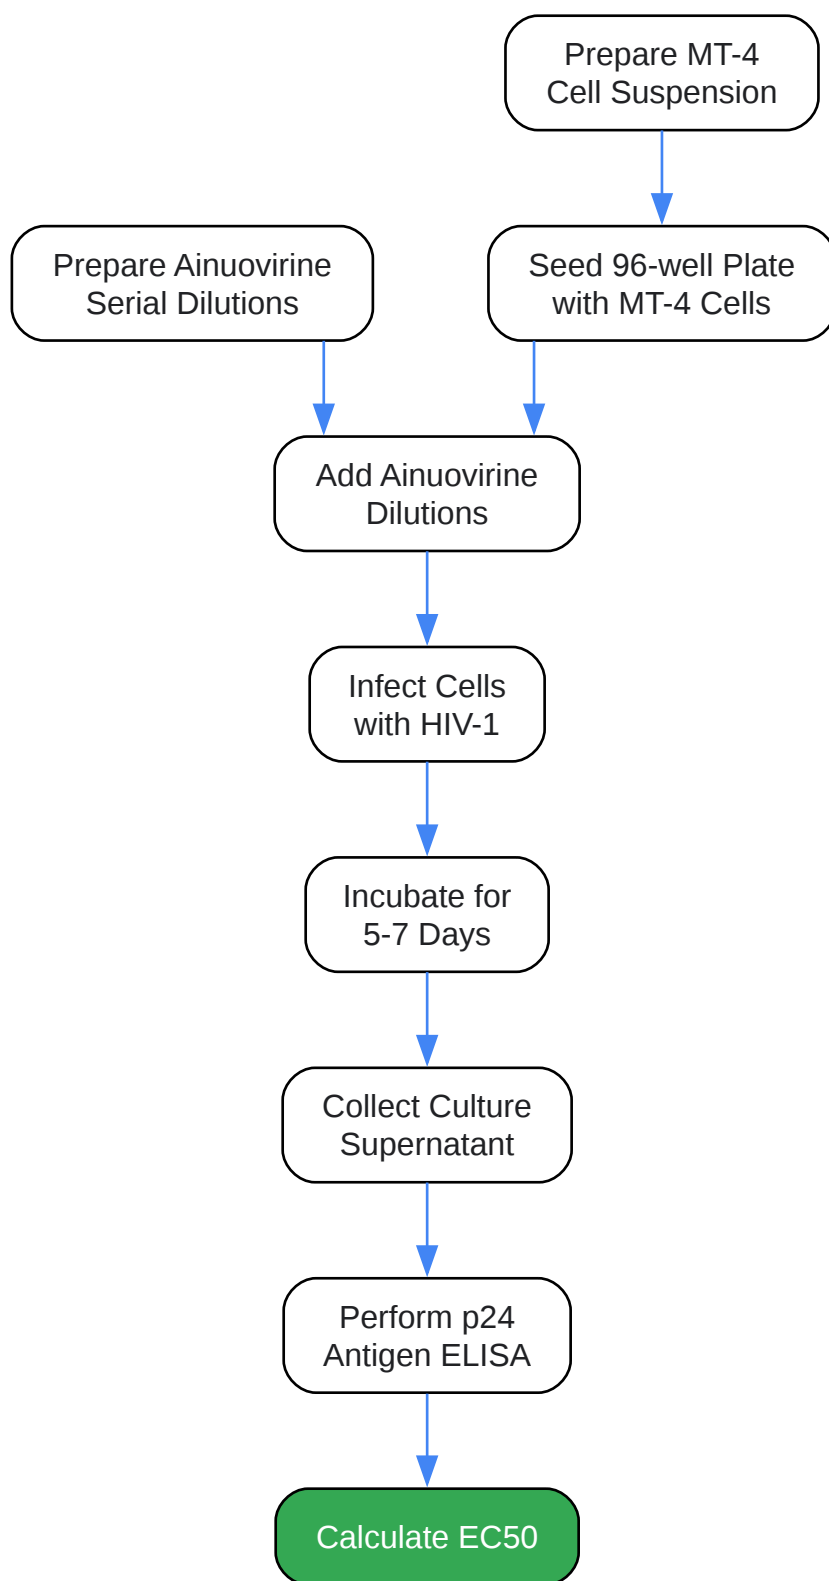 Prepare MT-4
Cell Suspension
Prepare Ainuovirine
Serial Dilutions
Seed 96-well Plate
with MT-4 Cells
Add Ainuovirine
Dilutions
Infect Cells
with HIV-1
Incubate for
5-7 Days
Collect Culture
Supernatant
Perform p24
Antigen ELISA
Calculate EC50